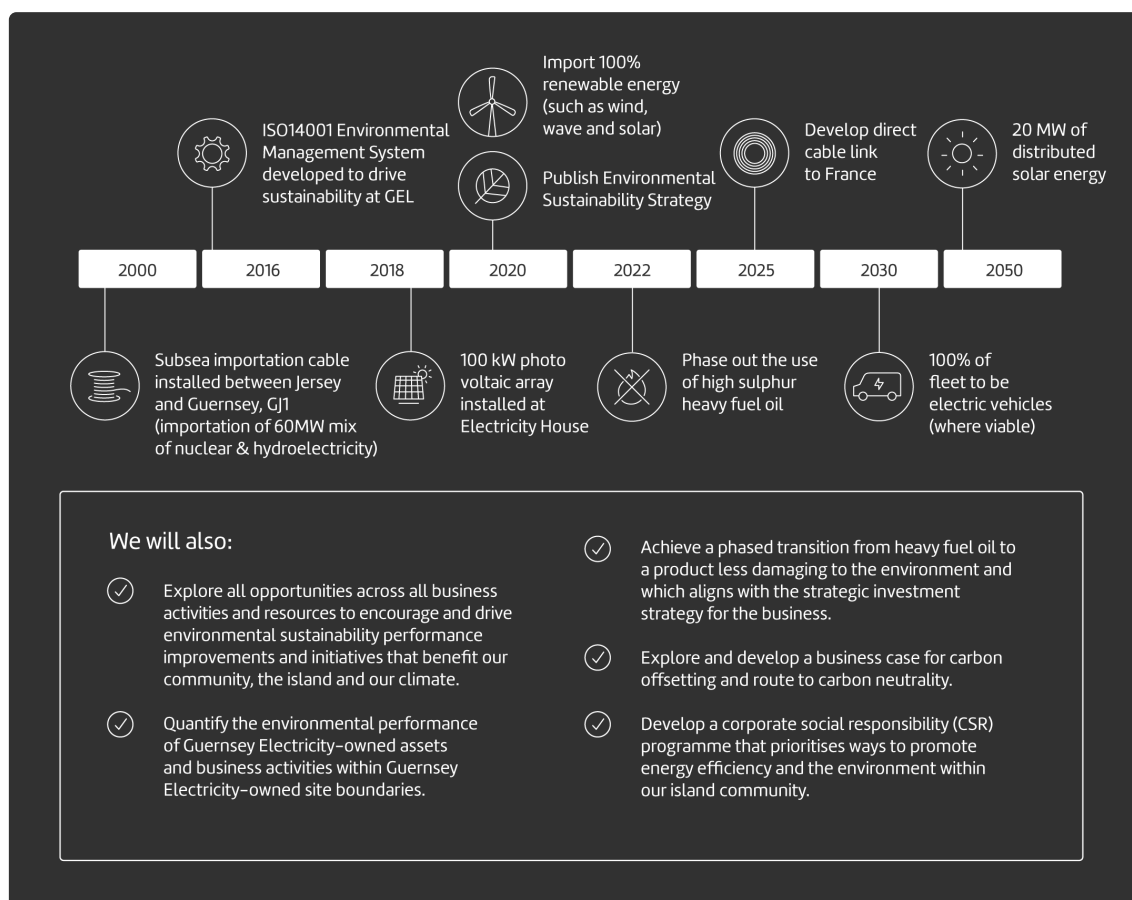 Import 100%
renewable energy
(such as wind,
wave and solar)
ISO14001 Environmental
Management System
developed to drive
sustainability at GEL
Publish Environmental
Sustainability Strategy
Develop direct
cable link
to France
20 MW of
distributed
solar energy
2000
2016
2018
2020
2022
2025
2030
2050
Subsea importation cable
installed between Jersey
and Guernsey, GJ1
(importation of 60MW mix
of nuclear & hydroelectricity)
100 kW photo
voltaic array
installed at
Electricity House
Phase out the use
of high sulphur
heavy fuel oil
100% of
fleet to be
electric vehicles
(where viable)
We will also:
Explore all opportunities across all business
activities and resources to encourage and drive
environmental sustainability performance
improvements and initiatives that benefit our
community, the island and our climate.
Quantify the environmental performance
of Guernsey Electricity-owned assets
and business activities within Guernsey
Electricity-owned site boundaries.
Achieve a phased transition from heavy fuel oil to
a product less damaging to the environment and
which aligns with the strategic investment
strategy for the business.
Explore and develop a business case for carbon
offsetting and route to carbon neutrality.
Develop a corporate social responsibility (CSR)
programme that prioritises ways to promote
energy efficiency and the environment within
our island community.